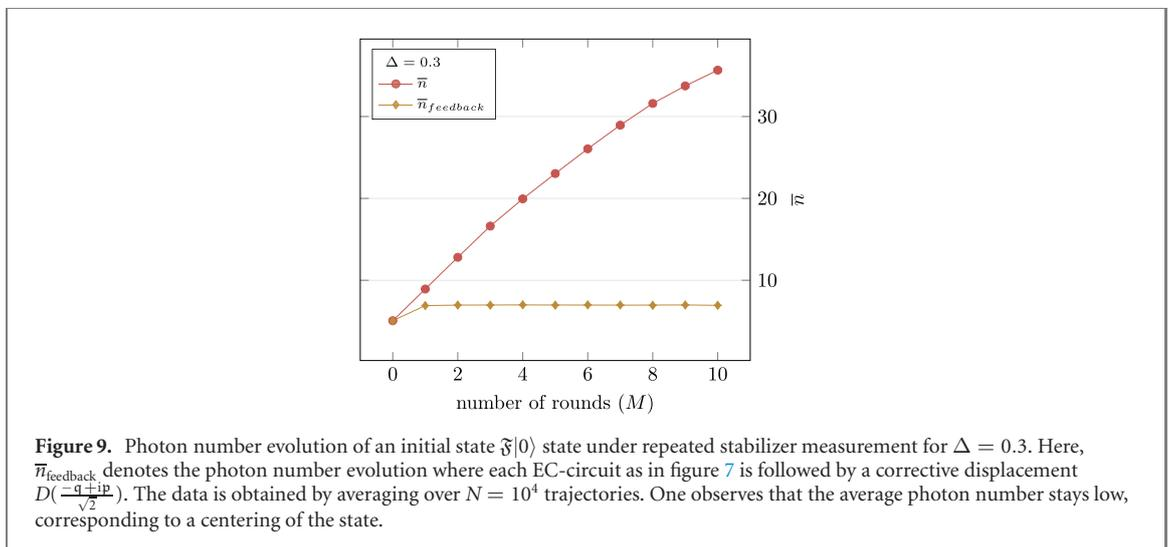 Δ = 0.3
n̅
n̅feedback
30
20
10
n̅
0 2 4 6 8 10
number of rounds (M)
Figure 9. Photon number evolution of an initial state 𝔉|0⟩ state under repeated stabilizer measurement for Δ = 0.3. Here,
n̅feedback denotes the photon number evolution where each EC-circuit as in figure 7 is followed by a corrective displacement
D(−q+ip/√2). The data is obtained by averaging over N = 10⁴ trajectories. One observes that the average photon number stays low,
corresponding to a centering of the state.